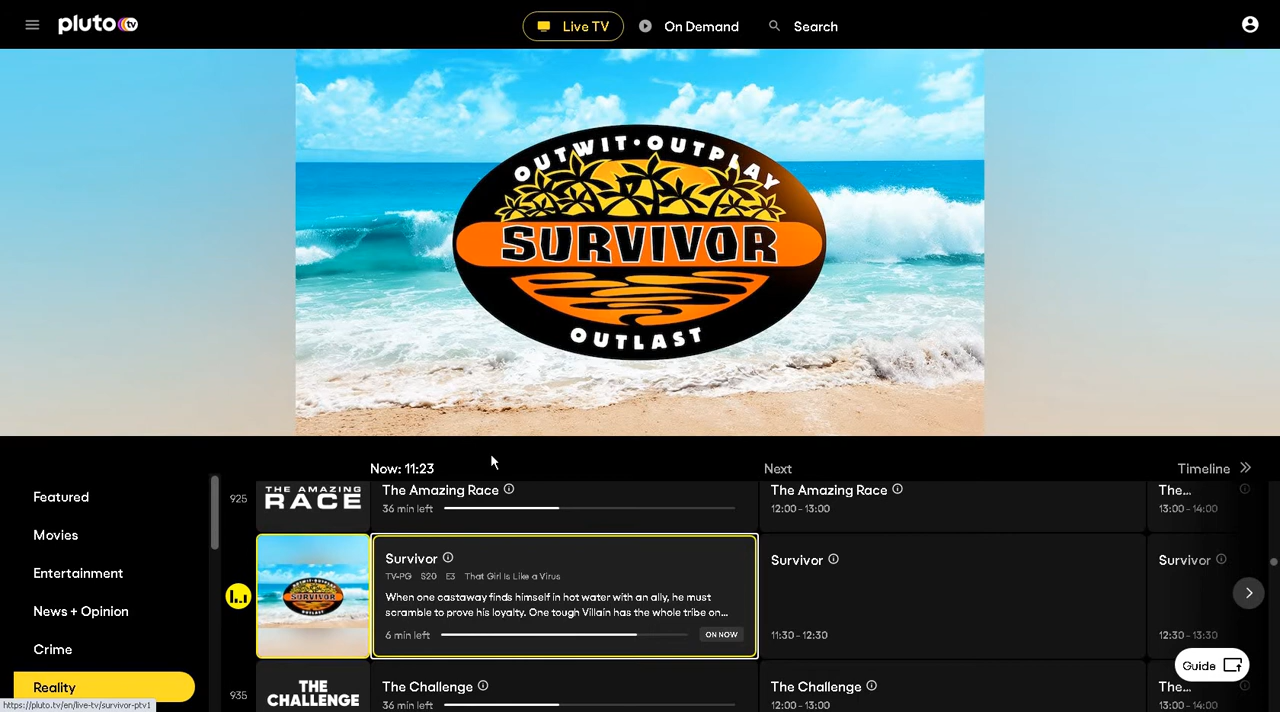 pluto tv
Live TV
On Demand
Search
OUTWIT • OUTPLAY
SURVIVOR
OUTLAST
Now: 11:23
Next
Timeline
Featured
Movies
Entertainment
News + Opinion
Crime
Reality
925
THE AMAZING
RACE
The Amazing Race
36 min left
The Amazing Race
12:00 - 13:00
The...
13:00 - 14:00
SURVIVOR
Survivor
TV-PG S20 E3 That Girl Is Like a Virus
When one castaway finds himself in hot water with an ally, he must
scramble to prove his loyalty. One tough Villain has the whole tribe on...
6 min left
ON NOW
Survivor
11:30 - 12:30
Survivor
12:30 - 13:30
Guide
935
THE
CHALLENGE
The Challenge
36 min left
The Challenge
12:00 - 13:00
The...
13:00 - 14:00
https://pluto.tv/en/live-tv/survivor-ptv1